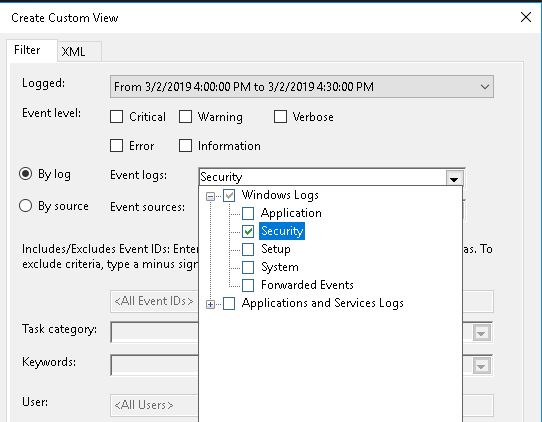 Create Custom View
Filter XML
Logged: From 3/2/2019 4:00:00 PM to 3/2/2019 4:30:00 PM
Event level: Critical Warning Verbose
Error Information
By log Event logs: Security
Windows Logs
By source Event sources: Application
Security
Setup
Includes/Excludes Event IDs: Enter as. To
System
exclude criteria, type a minus sign
Forwarded Events
<All Event IDs> Applications and Services Logs
Task category:
Keywords:
User: <All Users>